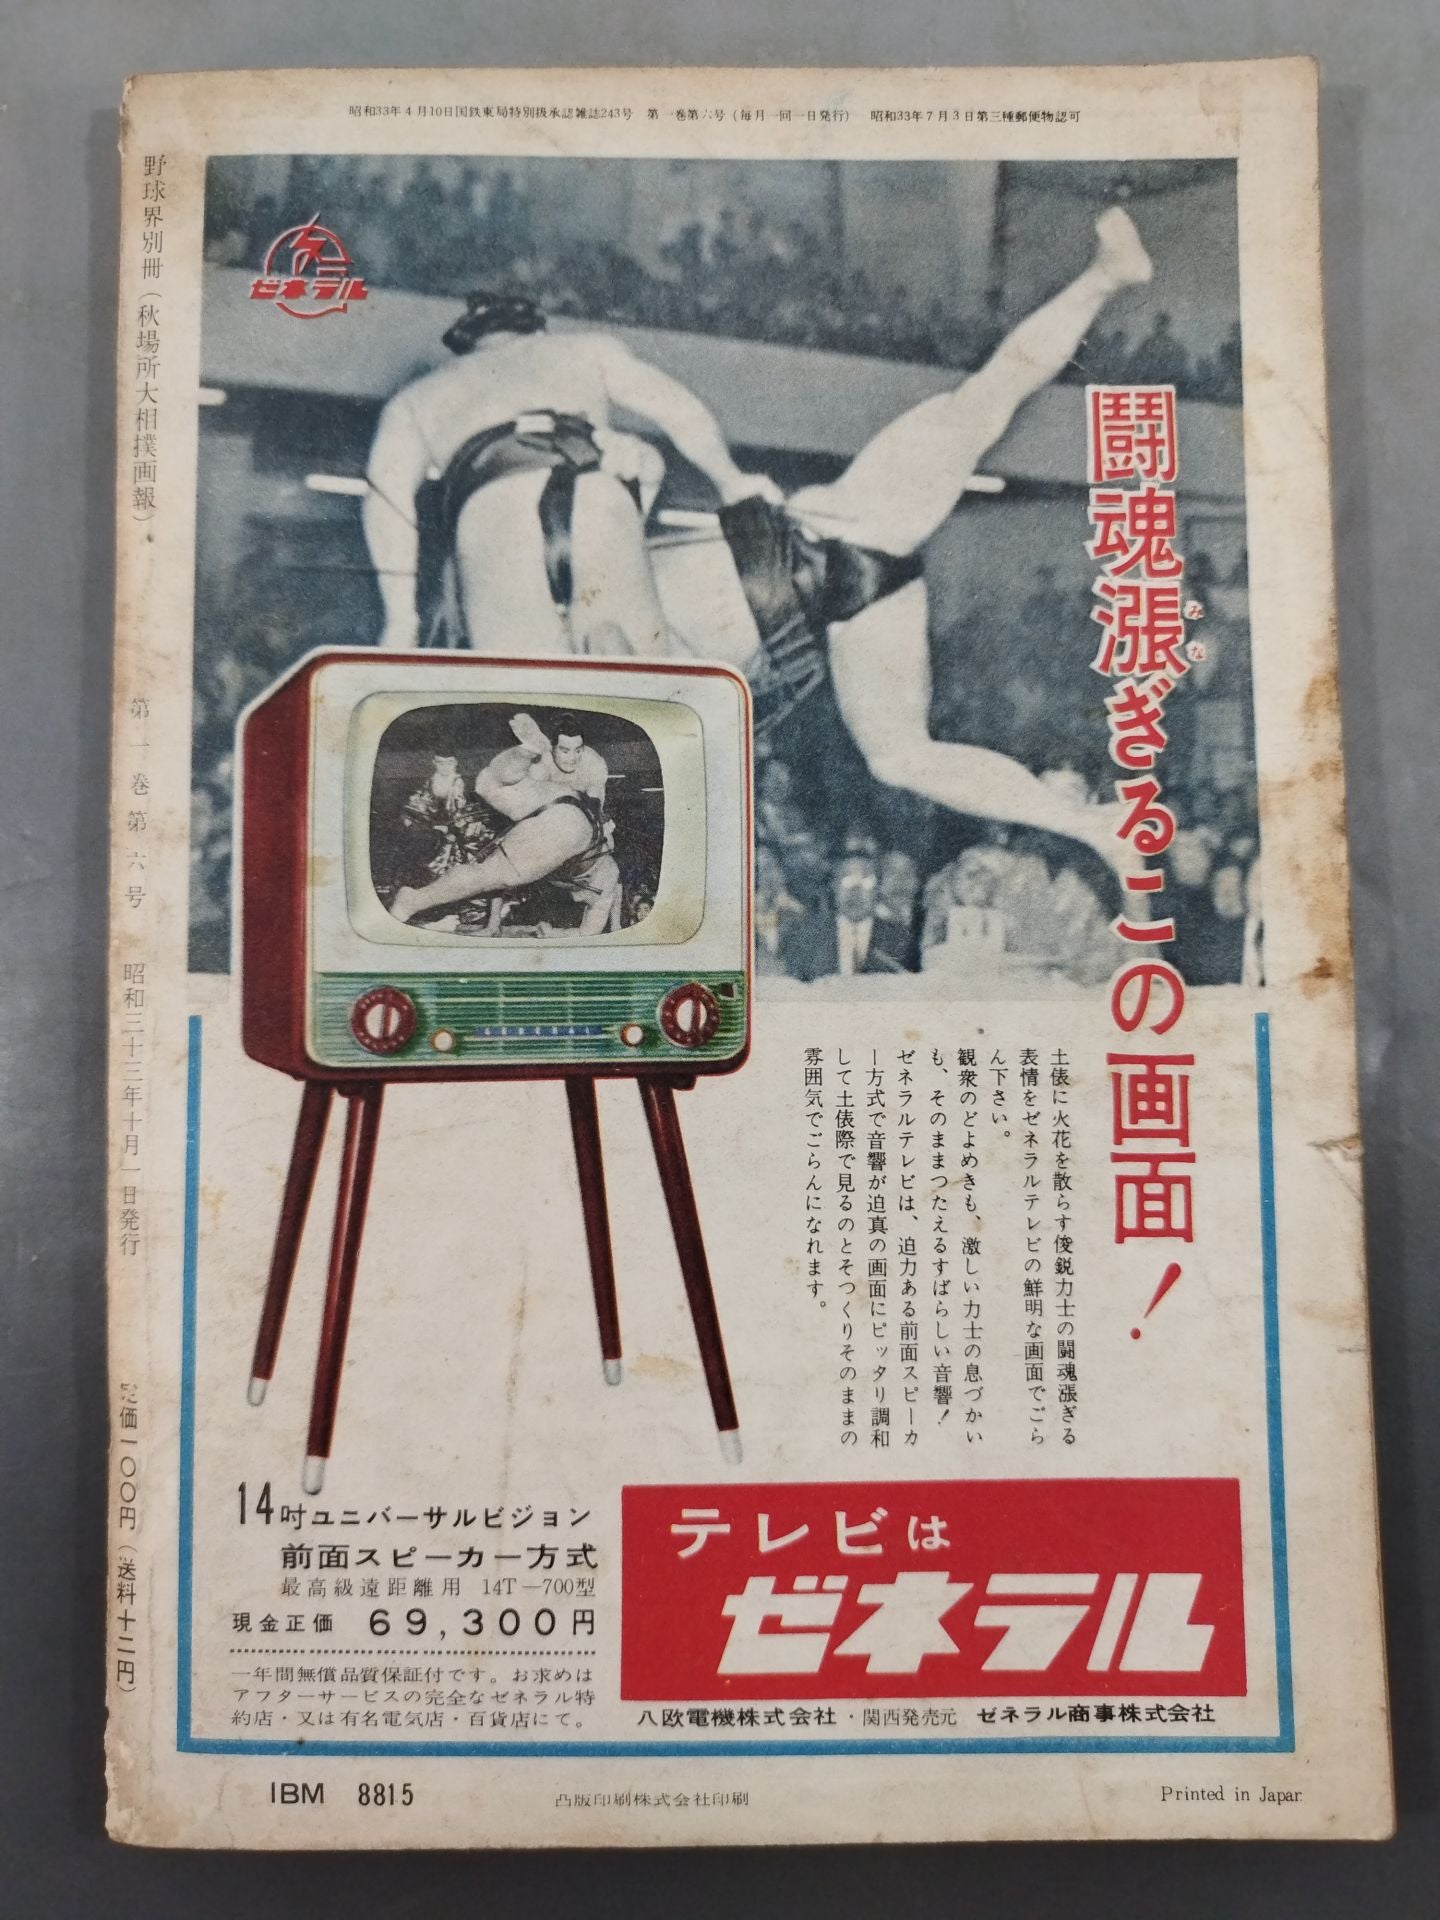 昭和33年4月10日国鉄東局特別扱承認雑誌243号 第一巻第六号（毎月一回一日発行） 昭和33年7月3日第三種郵便物認可
野球界別冊（秋場所大相撲画報） 第一巻第六号 昭和三十三年十月一日発行 定価一〇〇円（送料十二円）
ゼネラル
闘魂漲ぎるこの画面！
みな
土俵に火花を散らす俊鋭力士の闘魂漲ぎる
表情をゼネラルテレビの鮮明な画面でごら
ん下さい。
観衆のどよめきも、激しい力士の息づかい
も、そのままつたえるすばらしい音響！
ゼネラルテレビは、迫力ある前面スピーカ
ー方式で音響が迫真の画面にピッタリ調和
して土俵際で見るのとそっくりそのままの
雰囲気でごらんになれます。
GENERAL
14吋ユニバーサルビジョン
前面スピーカー方式
最高級遠距離用 14T—700型
現金正価 69,300円
一年間無償品質保証付です。お求めは
アフターサービスの完全なゼネラル特
約店・又は有名電気店・百貨店にて。
テレビは
ゼネラル
八欧電機株式会社・関西発売元 ゼネラル商事株式会社
IBM 8815
凸版印刷株式会社印刷
Printed in Japan